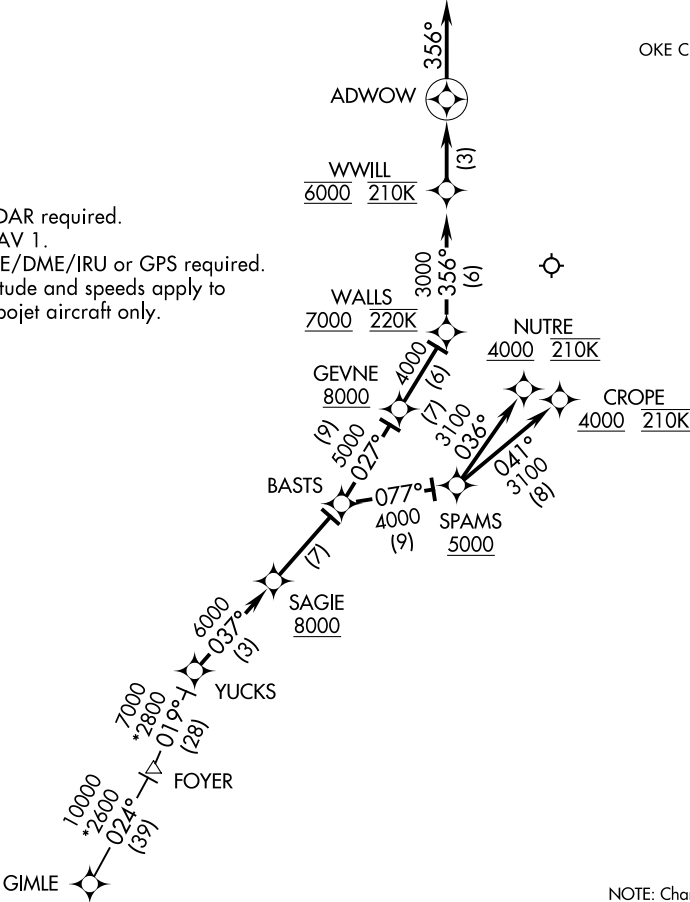 356°
OKE C
ADWOW
(3)
WWILL
6000 210K
DAR required.
AV 1.
E/DME/IRU or GPS required.
tude and speeds apply to
bojet aircraft only.
3000
356°
(6)
WALLS
7000 220K
NUTRE
4000 210K
4000
(6)
GEVNE
8000
CROPE
4000 210K
(7)
3100
036°
(9)
5000
027°
041°
3100
(8)
BASTS
077°
4000
(9)
SPAMS
5000
(7)
SAGIE
8000
6000
037°
(3)
YUCKS
7000
*2800
019°
(28)
FOYER
10000
*2600
024°
(39)
GIMLE
NOTE: Cha